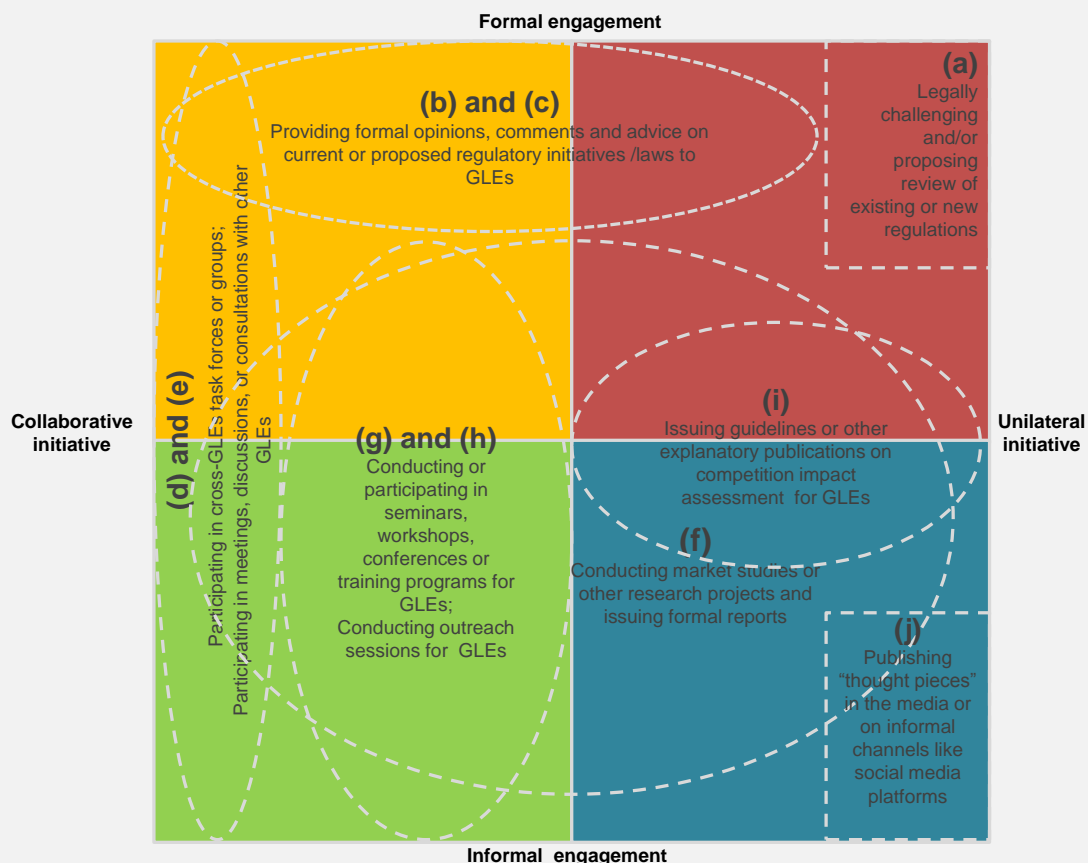 Formal engagement
(a)
Legally
challenging
and/or
proposing
review of
existing or new
regulations
(b) and (c)
Providing formal opinions, comments and advice on
current or proposed regulatory initiatives /laws to
GLEs
(d) and (e)
Participating in cross-GLEs task forces or groups;
Participating in meetings, discussions, or consultations with other
GLEs
Collaborative
initiative
(g) and (h)
Conducting or
participating in
seminars,
workshops,
conferences or
training programs for
GLEs;
Conducting outreach
sessions for GLEs
(i)
Issuing guidelines or other
explanatory publications on
competition impact
assessment for GLEs
Unilateral
initiative
(f)
Conducting market studies or
other research projects and
issuing formal reports
(j)
Publishing
“thought pieces”
in the media or
on informal
channels like
social media
platforms
Informal engagement